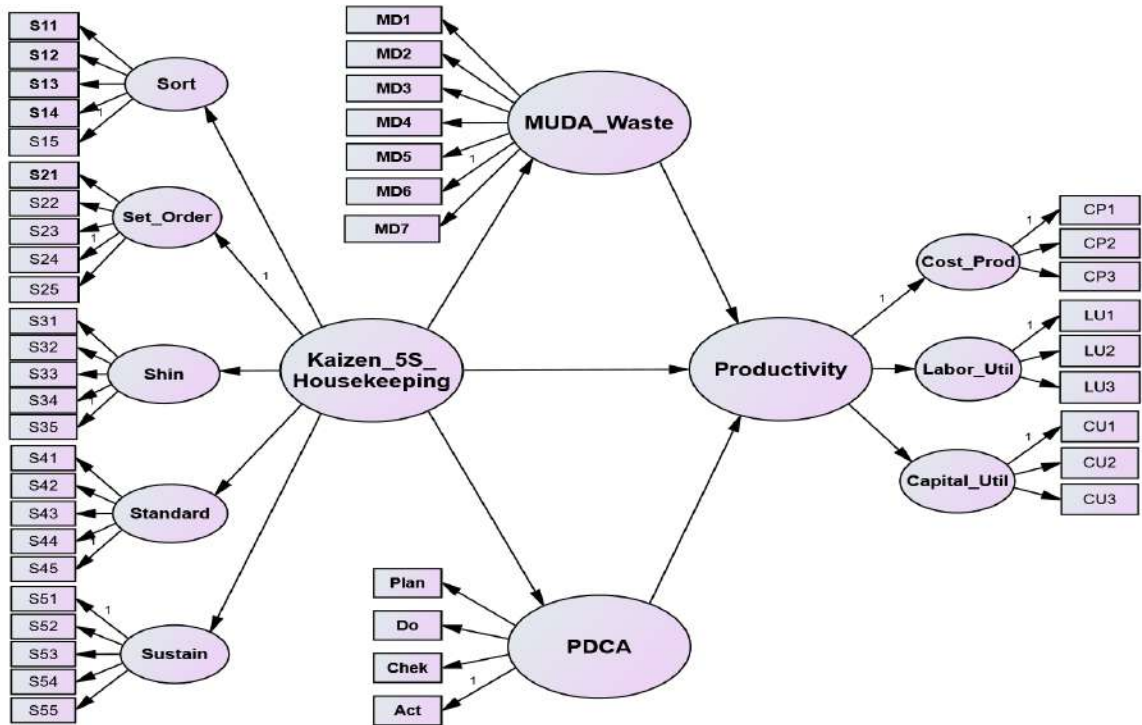 S11
S12
S13
S14
S15
1
Sort
S21
S22
S23
S24
S25
1
Set_Order
1
S31
S32
S33
S34
S35
1
Shin
S41
S42
S43
S44
S45
1
Standard
S51
S52
S53
S54
S55
1
Sustain
Kaizen_5S_
Housekeeping
MD1
MD2
MD3
MD4
MD5
MD6
MD7
1
MUDA_Waste
Plan
Do
Chek
Act
1
PDCA
Productivity
1
Cost_Prod
1
CP1
CP2
CP3
Labor_Util
1
LU1
LU2
LU3
Capital_Util
1
CU1
CU2
CU3